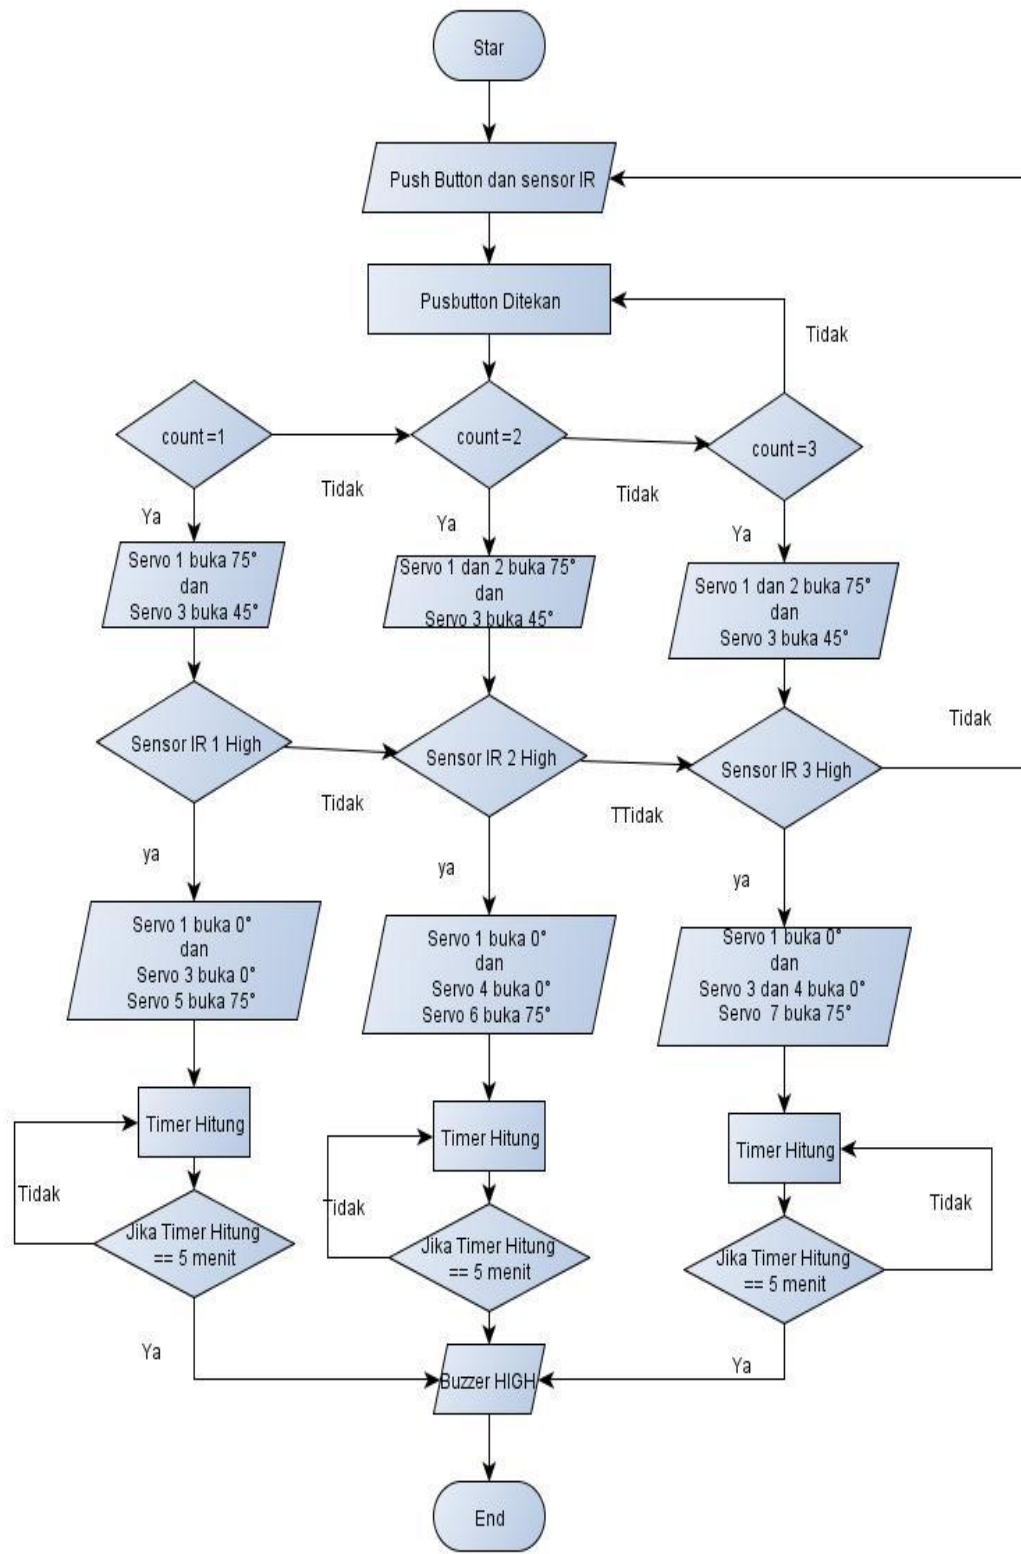 Star
Push Button dan sensor IR
Pusbutton Ditekan
Tidak
count=1
count=2
count=3
Tidak
Tidak
Ya
Ya
Ya
Servo 1 buka 75°
dan
Servo 3 buka 45°
Servo 1 dan 2 buka 75°
dan
Servo 3 buka 45°
Servo 1 dan 2 buka 75°
dan
Servo 3 buka 45°
Sensor IR 1 High
Sensor IR 2 High
Sensor IR 3 High
Tidak
Tidak
TTidak
ya
ya
ya
Servo 1 buka 0°
dan
Servo 3 buka 0°
Servo 5 buka 75°
Servo 1 buka 0°
dan
Servo 4 buka 0°
Servo 6 buka 75°
Servo 1 buka 0°
dan
Servo 3 dan 4 buka 0°
Servo 7 buka 75°
Timer Hitung
Timer Hitung
Timer Hitung
Tidak
Tidak
Tidak
Jika Timer Hitung
== 5 menit
Jika Timer Hitung
== 5 menit
Jika Timer Hitung
== 5 menit
Ya
Ya
Buzzer HIGH
End